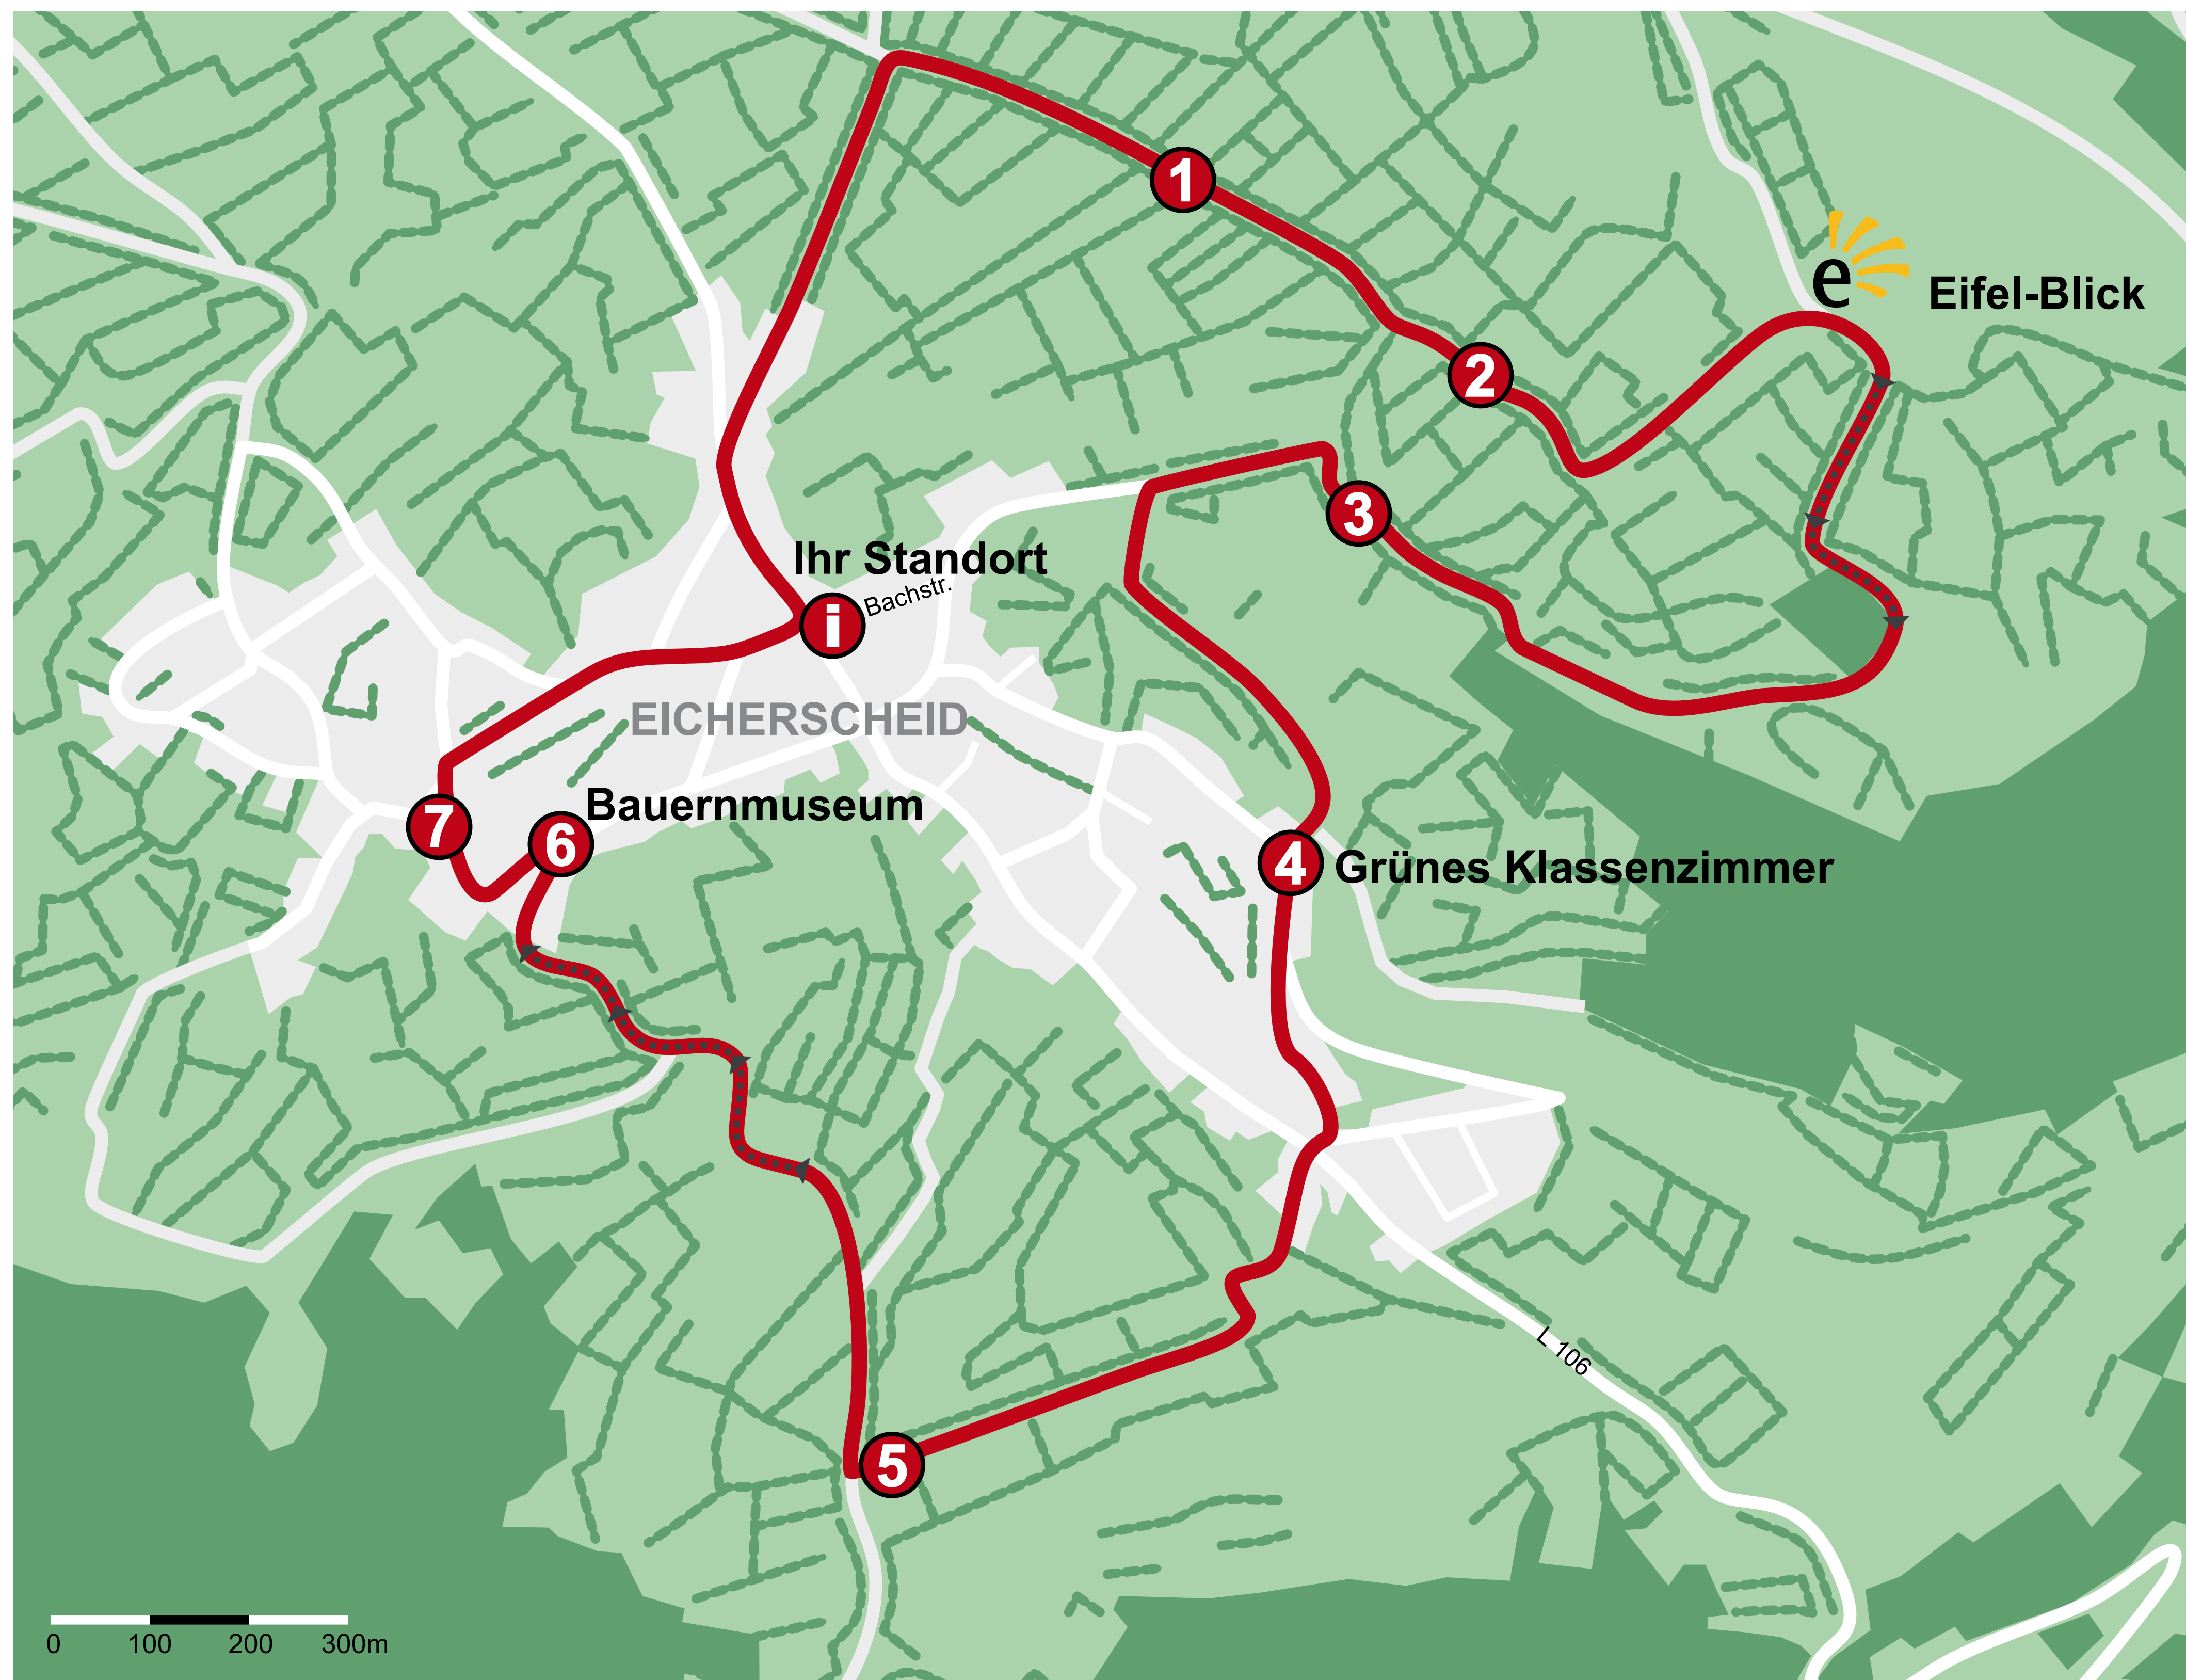 1
e
Eifel-Blick
2
3
Ihr Standort
i
Bachstr.
EICHERSCHEID
Bauernmuseum
7
6
4
Grünes Klassenzimmer
L 106
5
0 100 200 300m